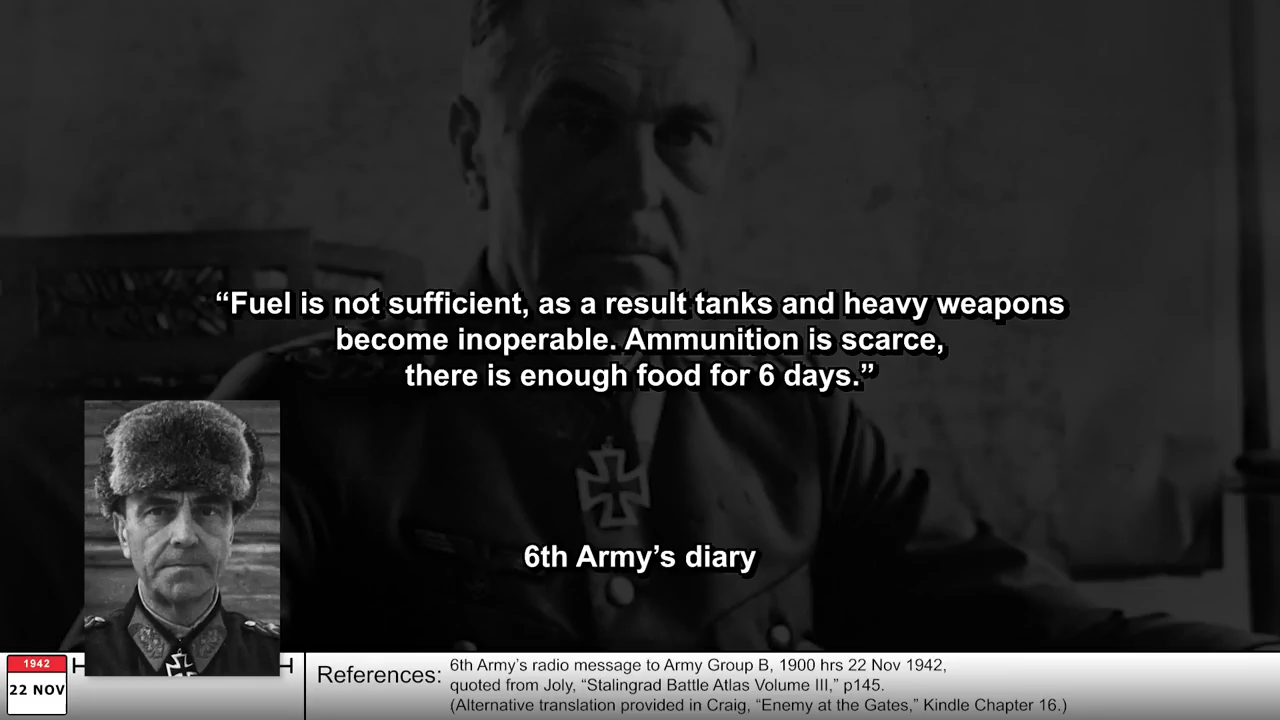 “Fuel is not sufficient, as a result tanks and heavy weapons
become inoperable. Ammunition is scarce,
there is enough food for 6 days.”
6th Army’s diary
1942
22 NOV
References:
6th Army’s radio message to Army Group B, 1900 hrs 22 Nov 1942,
quoted from Joly, “Stalingrad Battle Atlas Volume III,” p145.
(Alternative translation provided in Craig, “Enemy at the Gates,” Kindle Chapter 16.)